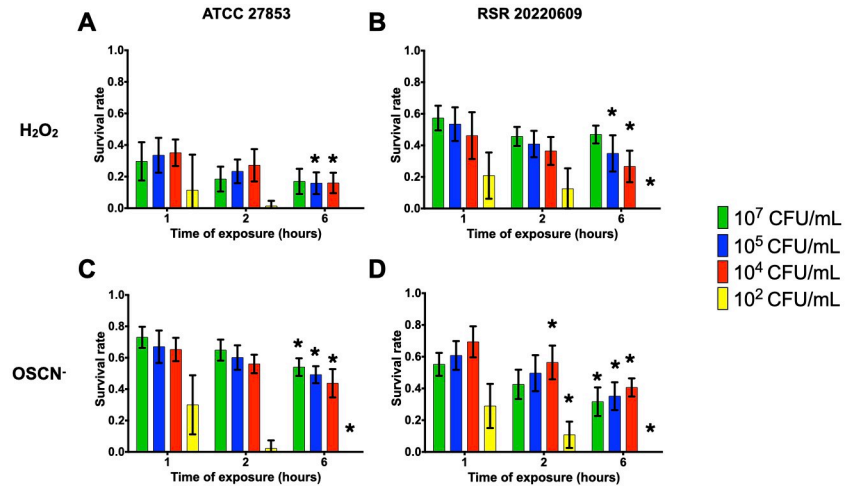 ATCC 27853
RSR 20220609
A
B
H₂O₂
Survival rate
1.0
0.8
0.6
0.4
0.2
0.0
* *
1 2 6
Time of exposure (hours)
Survival rate
1.0
0.8
0.6
0.4
0.2
0.0
* * *
1 2 6
Time of exposure (hours)
10⁷ CFU/mL
10⁵ CFU/mL
10⁴ CFU/mL
10² CFU/mL
C
D
OSCN⁻
Survival rate
1.0
0.8
0.6
0.4
0.2
0.0
* * * *
1 2 6
Time of exposure (hours)
Survival rate
1.0
0.8
0.6
0.4
0.2
0.0
* * * * * *
1 2 6
Time of exposure (hours)